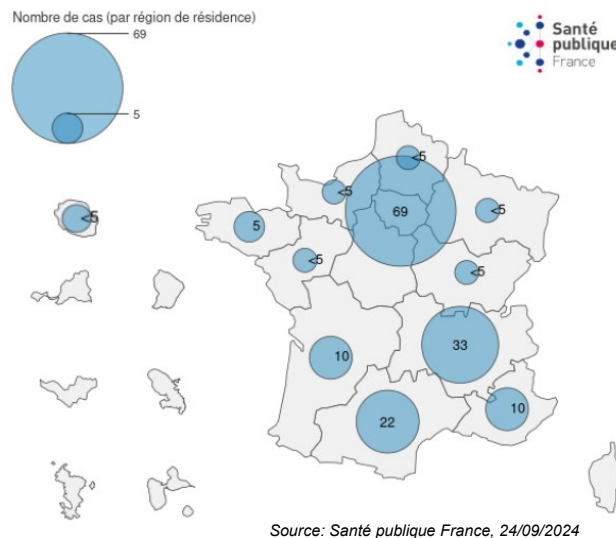 Nombre de cas (par région de résidence)
69
5
Santé
publique
France
<5
<5
<5
69
<5
5
<5
<5
33
10
10
22
Source: Santé publique France, 24/09/2024